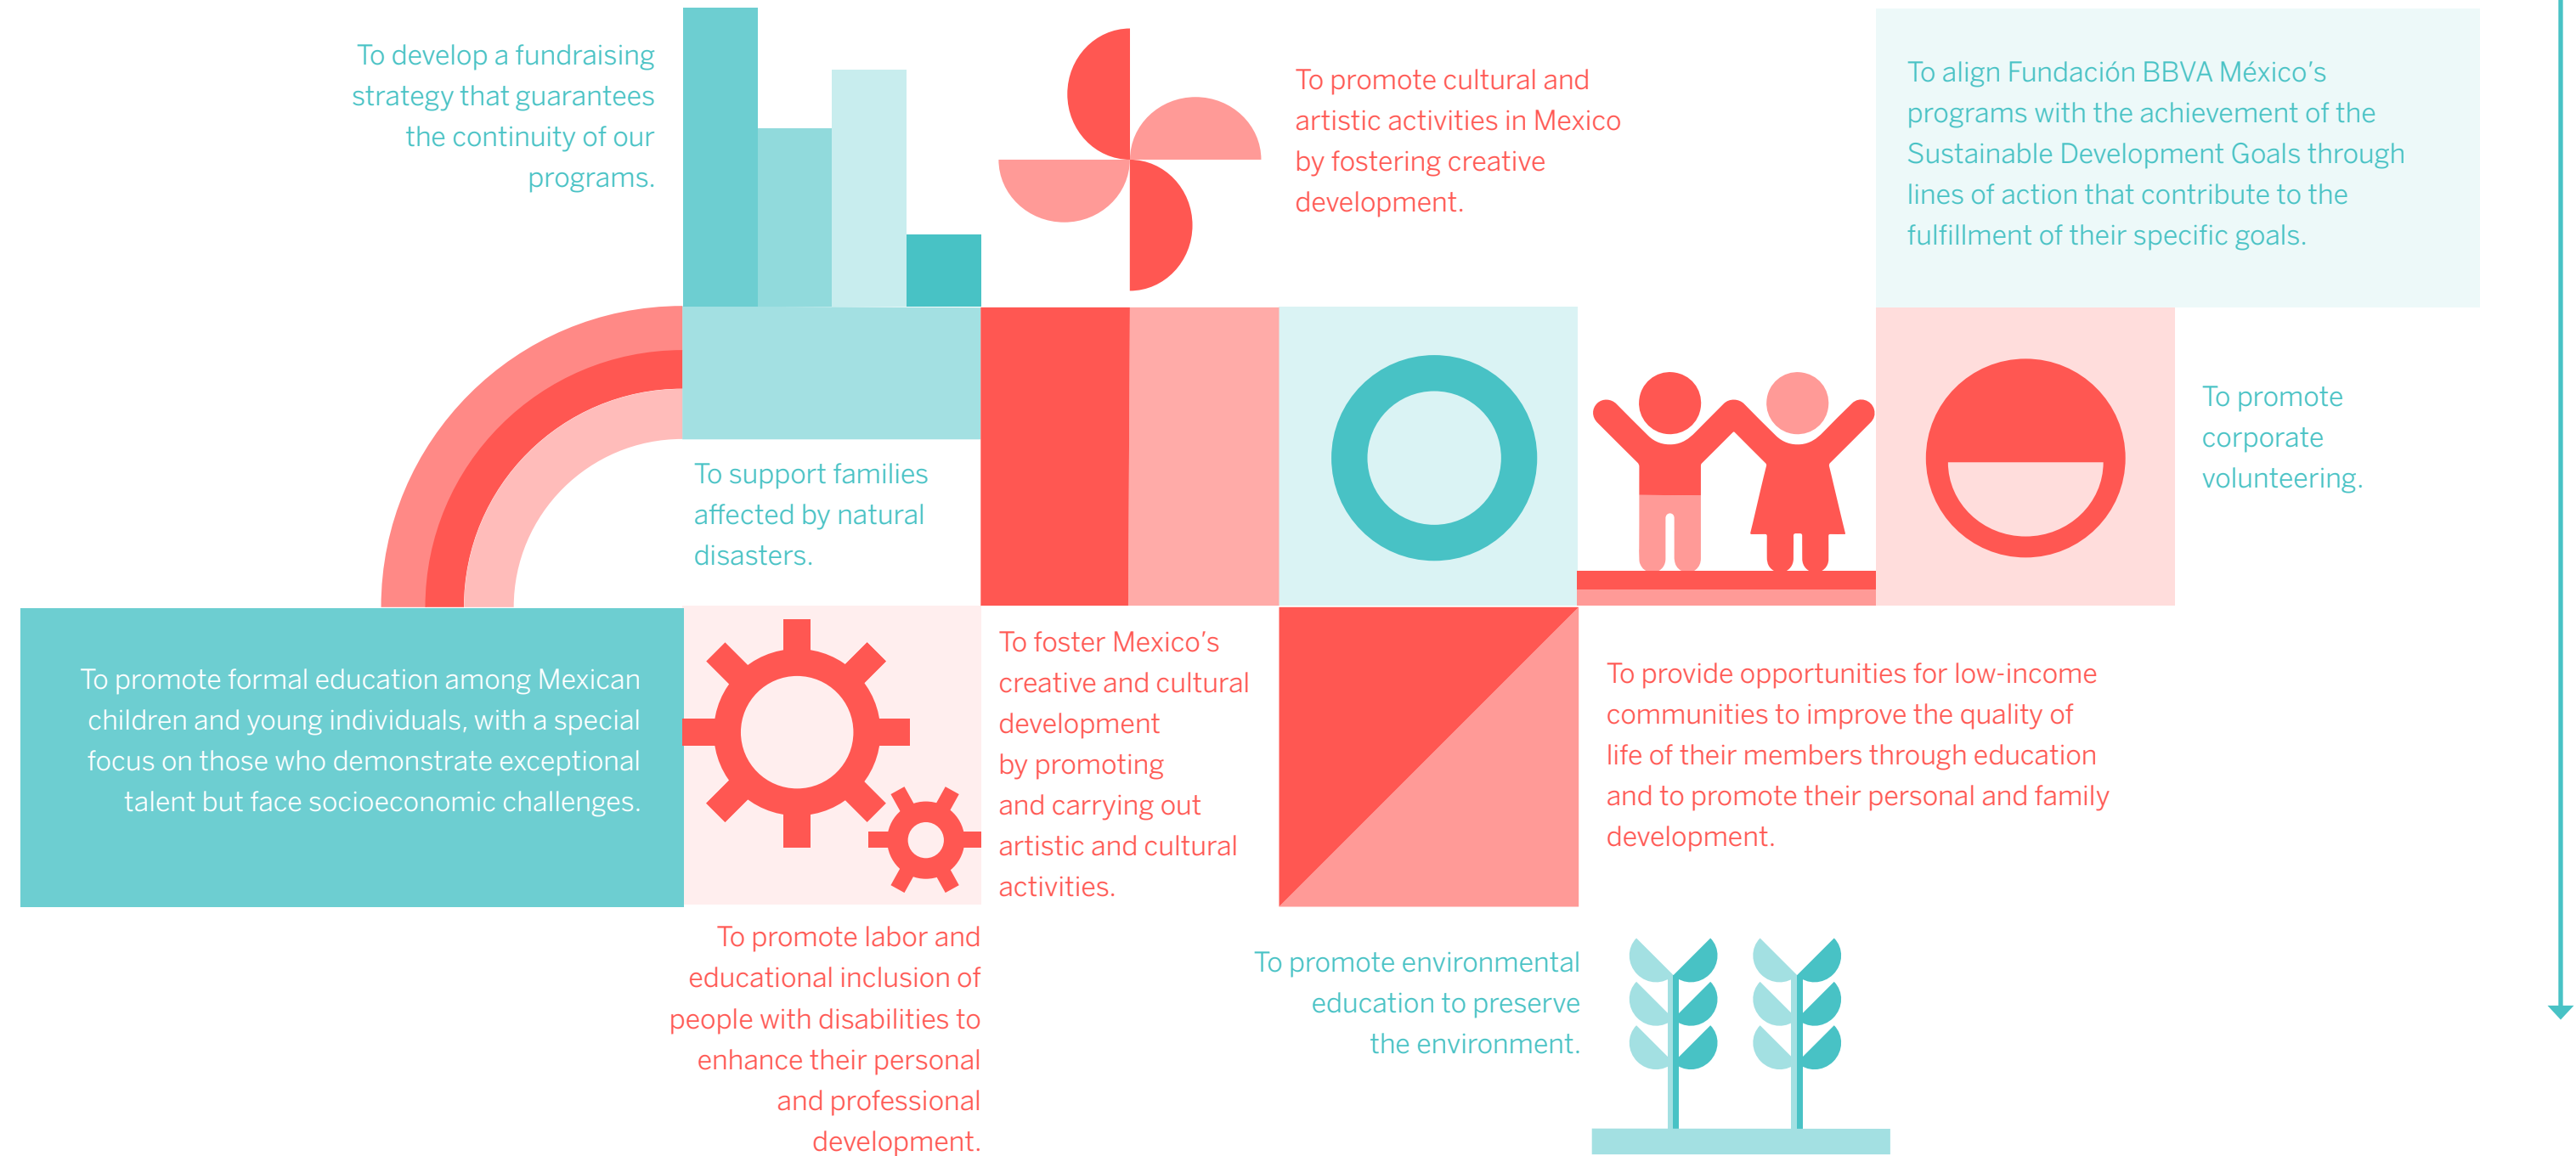 To develop a fundraising
strategy that guarantees
the continuity of our
programs.
To promote cultural and
artistic activities in Mexico
by fostering creative
development.
To align Fundación BBVA México’s
programs with the achievement of the
Sustainable Development Goals through
lines of action that contribute to the
fulfillment of their specific goals.
To support families
affected by natural
disasters.
To promote
corporate
volunteering.
To promote formal education among Mexican
children and young individuals, with a special
focus on those who demonstrate exceptional
talent but face socioeconomic challenges.
To foster Mexico’s
creative and cultural
development
by promoting
and carrying out
artistic and cultural
activities.
To provide opportunities for low-income
communities to improve the quality of
life of their members through education
and to promote their personal and family
development.
To promote labor and
educational inclusion of
people with disabilities to
enhance their personal
and professional
development.
To promote environmental
education to preserve
the environment.